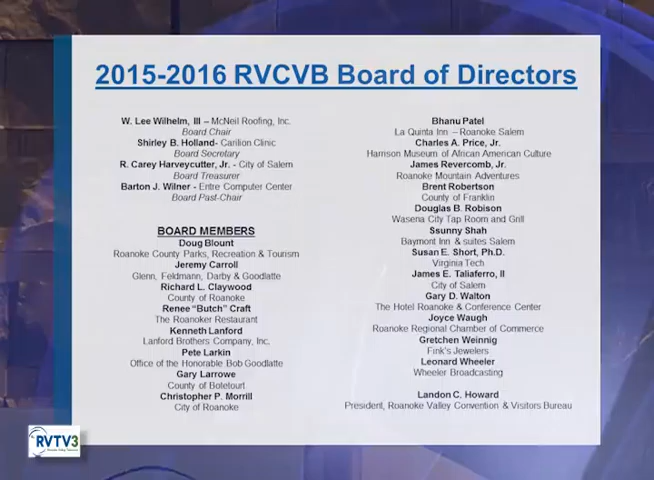 2015-2016 RVCVB Board of Directors
W. Lee Wilhelm, III – McNeil Roofing, Inc.
Board Chair
Shirley B. Holland- Carilion Clinic
Board Secretary
R. Carey Harveycutter, Jr. - City of Salem
Board Treasurer
Barton J. Wilner - Entre Computer Center
Board Past-Chair
BOARD MEMBERS
Doug Blount
Roanoke County Parks, Recreation & Tourism
Jeremy Carroll
Glenn, Feldmann, Darby & Goodlatte
Richard L. Claywood
County of Roanoke
Renee "Butch" Craft
The Roanoker Restaurant
Kenneth Lanford
Lanford Brothers Company, Inc.
Pete Larkin
Office of the Honorable Bob Goodlatte
Gary Larrowe
County of Botetourt
Christopher P. Morrill
City of Roanoke
Bhanu Patel
La Quinta Inn – Roanoke Salem
Charles A. Price, Jr.
Harrison Museum of African American Culture
James Revercomb, Jr.
Roanoke Mountain Adventures
Brent Robertson
County of Franklin
Douglas B. Robison
Wasena City Tap Room and Grill
Ssunny Shah
Baymont Inn & suites Salem
Susan E. Short, Ph.D.
Virginia Tech
James E. Taliaferro, II
City of Salem
Gary D. Walton
The Hotel Roanoke & Conference Center
Joyce Waugh
Roanoke Regional Chamber of Commerce
Gretchen Weinnig
Fink's Jewelers
Leonard Wheeler
Wheeler Broadcasting
Landon C. Howard
President, Roanoke Valley Convention & Visitors Bureau
RVTV3